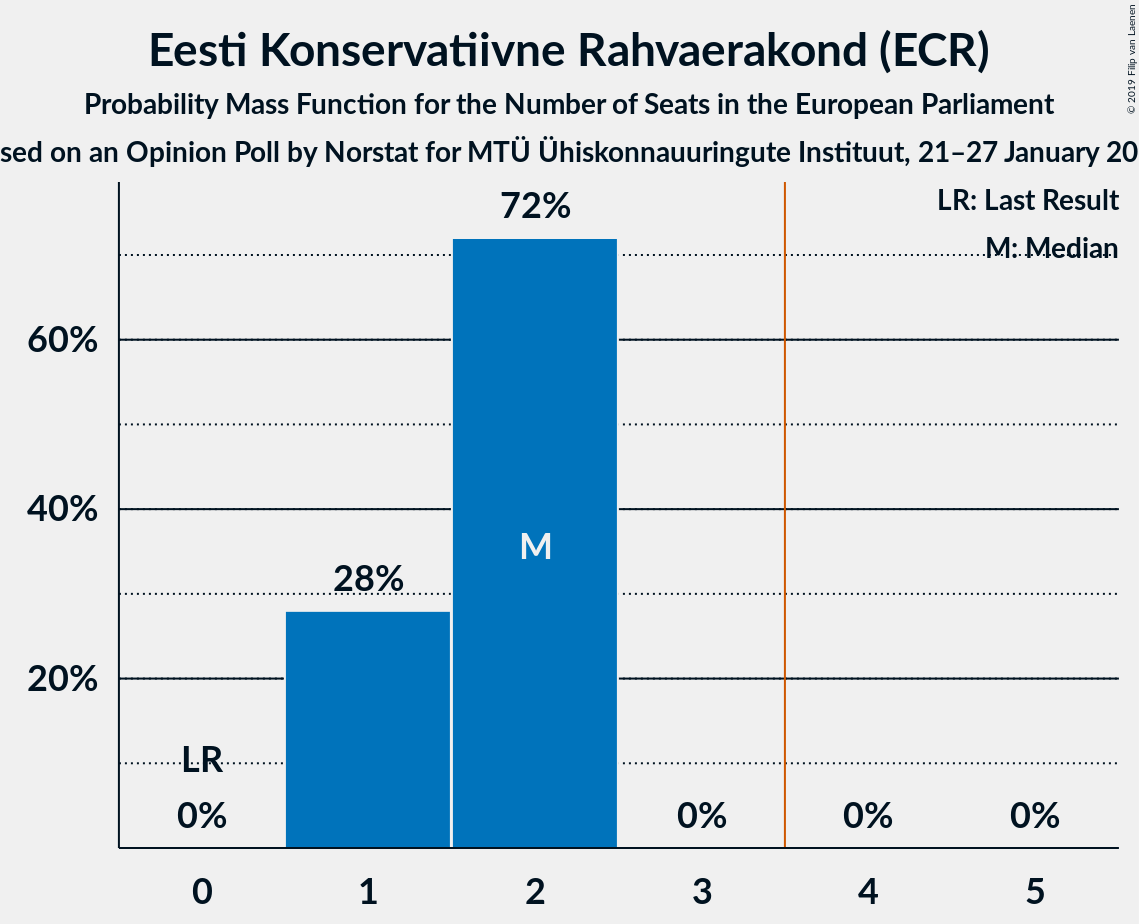 Eesti Konservatiivne Rahvaerakond (ECR)
Probability Mass Function for the Number of Seats in the European Parliament
sed on an Opinion Poll by Norstat for MTÜ Ühiskonnauuringute Instituut, 21–27 January 20
© 2019 Filip van Laenen
LR: Last Result
M: Median
72%
60%
40%
M
28%
20%
LR
0%
0%
0%
0%
0
1
2
3
4
5